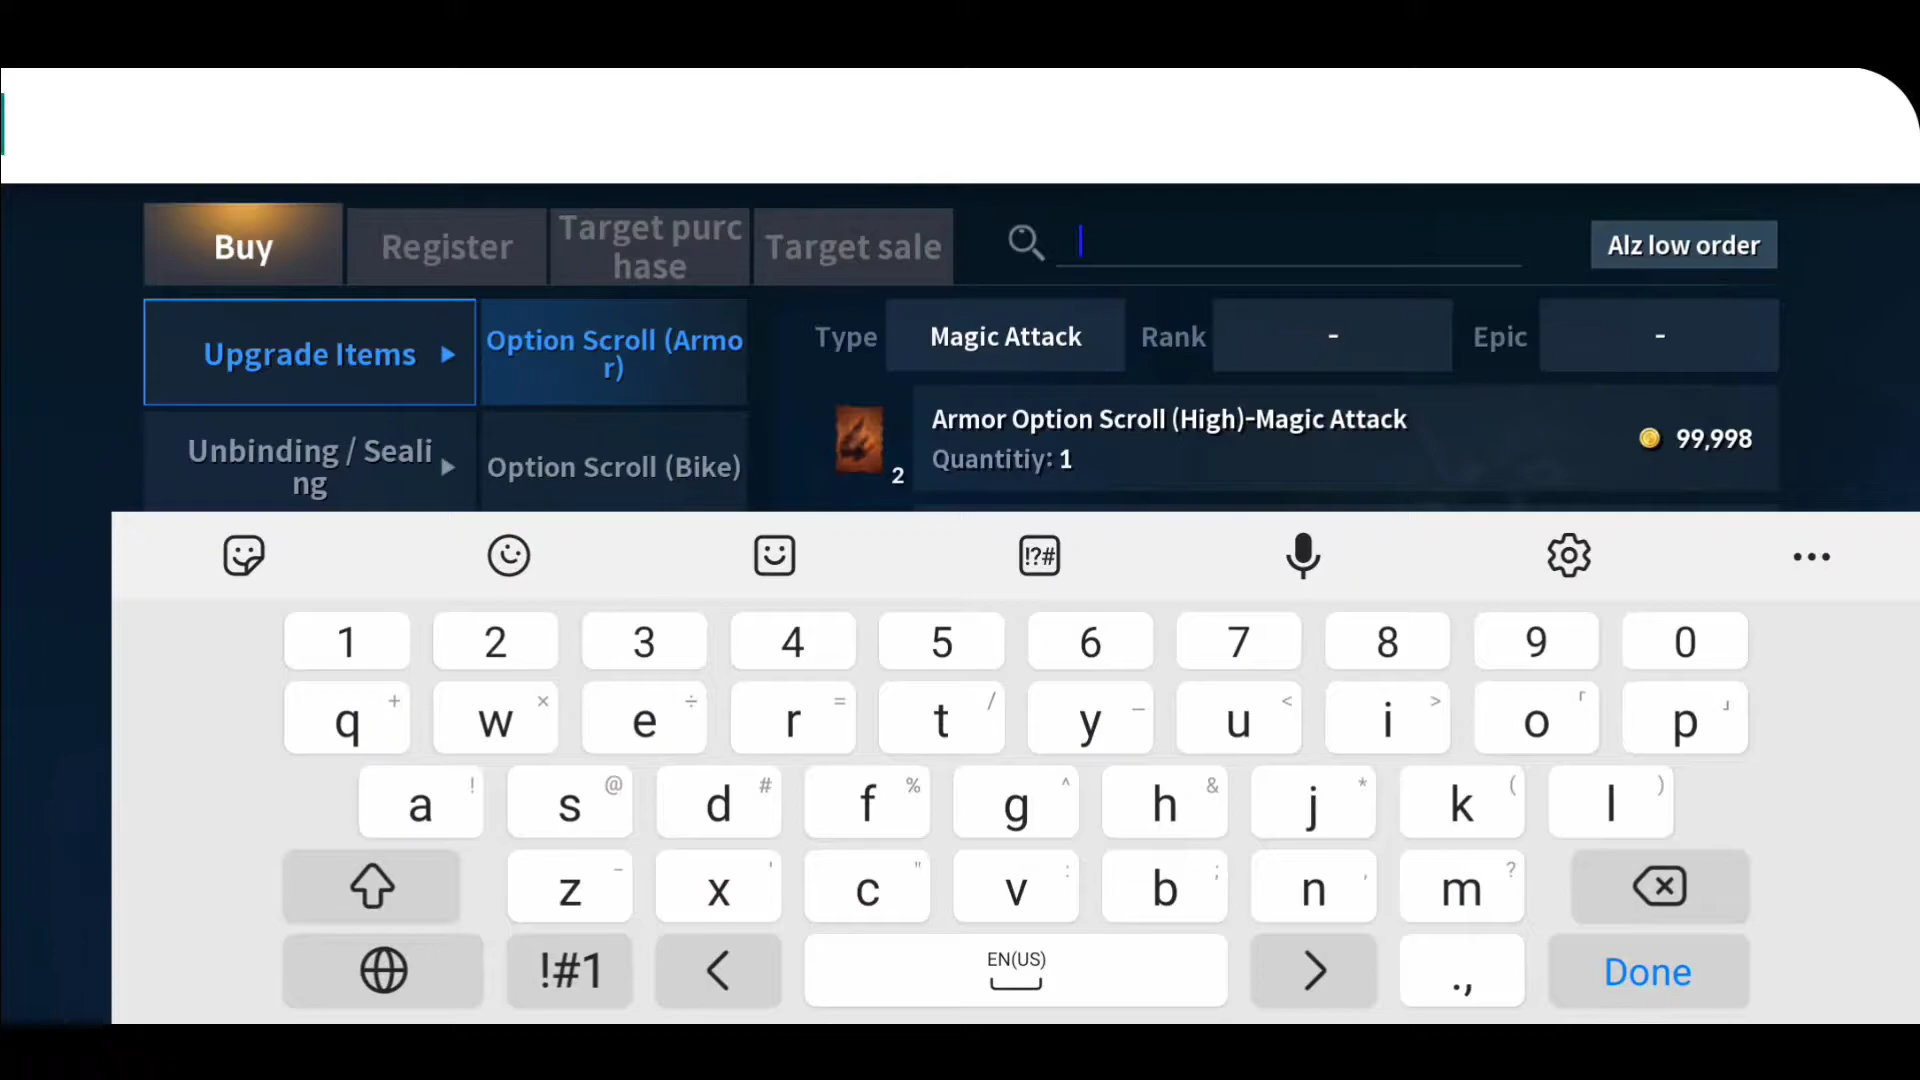 Buy
Register
Target purc
hase
Target sale
Alz low order
Upgrade Items
Option Scroll (Armo
r)
Type
Magic Attack
Rank
-
Epic
-
Armor Option Scroll (High)-Magic Attack
Quantitiy: 1
2
99,998
Unbinding / Seali
ng
Option Scroll (Bike)
!?#
1 2 3 4 5 6 7 8 9 0
q + w × e ÷ r = t / y _ u < i > o 「 p 」
a ! s @ d # f % g ^ h & j * k ( l )
z - x ' c " v : b ; n , m ?
!#1 < EN(US) > ., Done